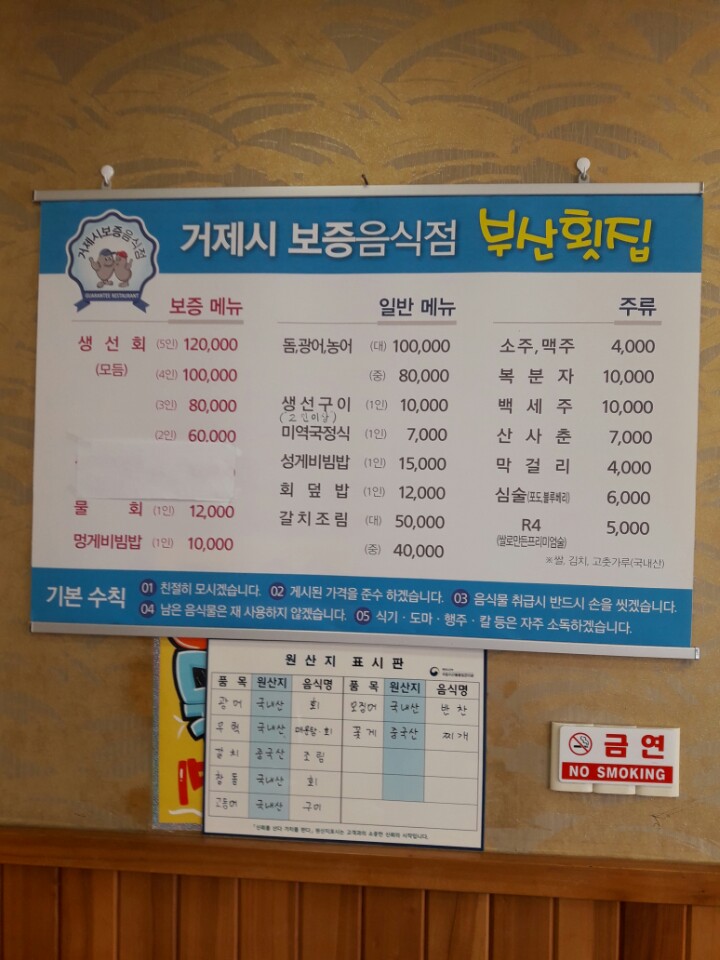 거제시보증음식점
GUARANTEE RESTAURANT
거제시 보증음식점 부산횟집
보증 메뉴
생선회 (5인) 120,000
(모듬) (4인) 100,000
(3인) 80,000
(2인) 60,000
물회 (1인) 12,000
멍게비빔밥 (1인) 10,000
일반 메뉴
돔,광어,농어 (대) 100,000
(중) 80,000
생선구이 (1인) 10,000
(2인이상)
미역국정식 (1인) 7,000
성게비빔밥 (1인) 15,000
회덮밥 (1인) 12,000
갈치조림 (대) 50,000
(중) 40,000
주류
소주, 맥주 4,000
복분자 10,000
백세주 10,000
산사춘 7,000
막걸리 4,000
심술(포도,블루베리) 6,000
R4 5,000
(쌀로만든프리미엄술)
※쌀, 김치, 고춧가루(국내산)
기본 수칙 01 친절히 모시겠습니다. 02 게시된 가격을 준수 하겠습니다. 03 음식물 취급시 반드시 손을 씻겠습니다.
04 남은 음식물은 재 사용하지 않겠습니다. 05 식기·도마·행주·칼 등은 자주 소독하겠습니다.
원산지 표시판
품목 원산지 음식명 품목 원산지 음식명
광어 국내산 회 오징어 국내산 반찬
우럭 국내산 매운탕·회 꽃게 중국산 찌개
갈치 중국산 조림
참돔 국내산 회
고등어 국내산 구이
금연
NO SMOKING